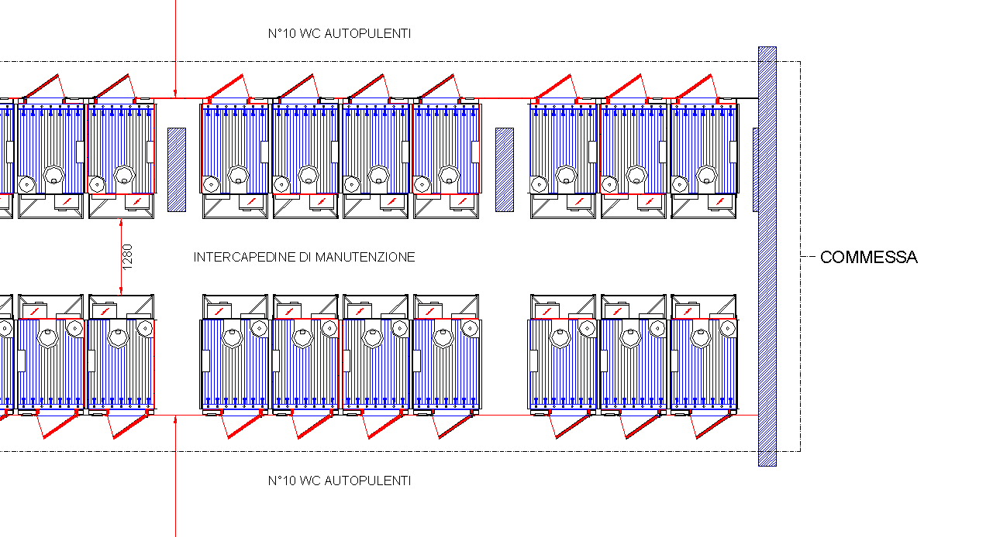 N°10 WC AUTOPULENTI
1280
INTERCAPEDINE DI MANUTENZIONE
COMMESSA
N°10 WC AUTOPULENTI